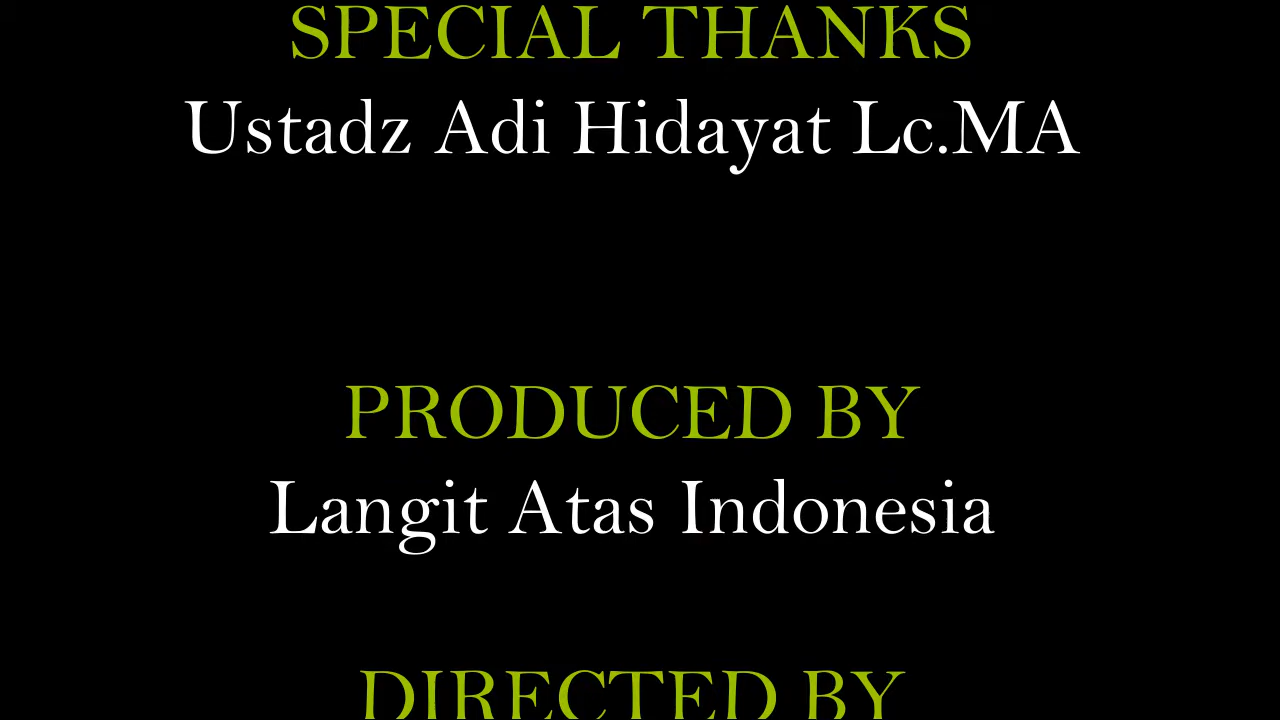 SPECIAL THANKS
Ustadz Adi Hidayat Lc.MA
PRODUCED BY
Langit Atas Indonesia
DIRECTED BY